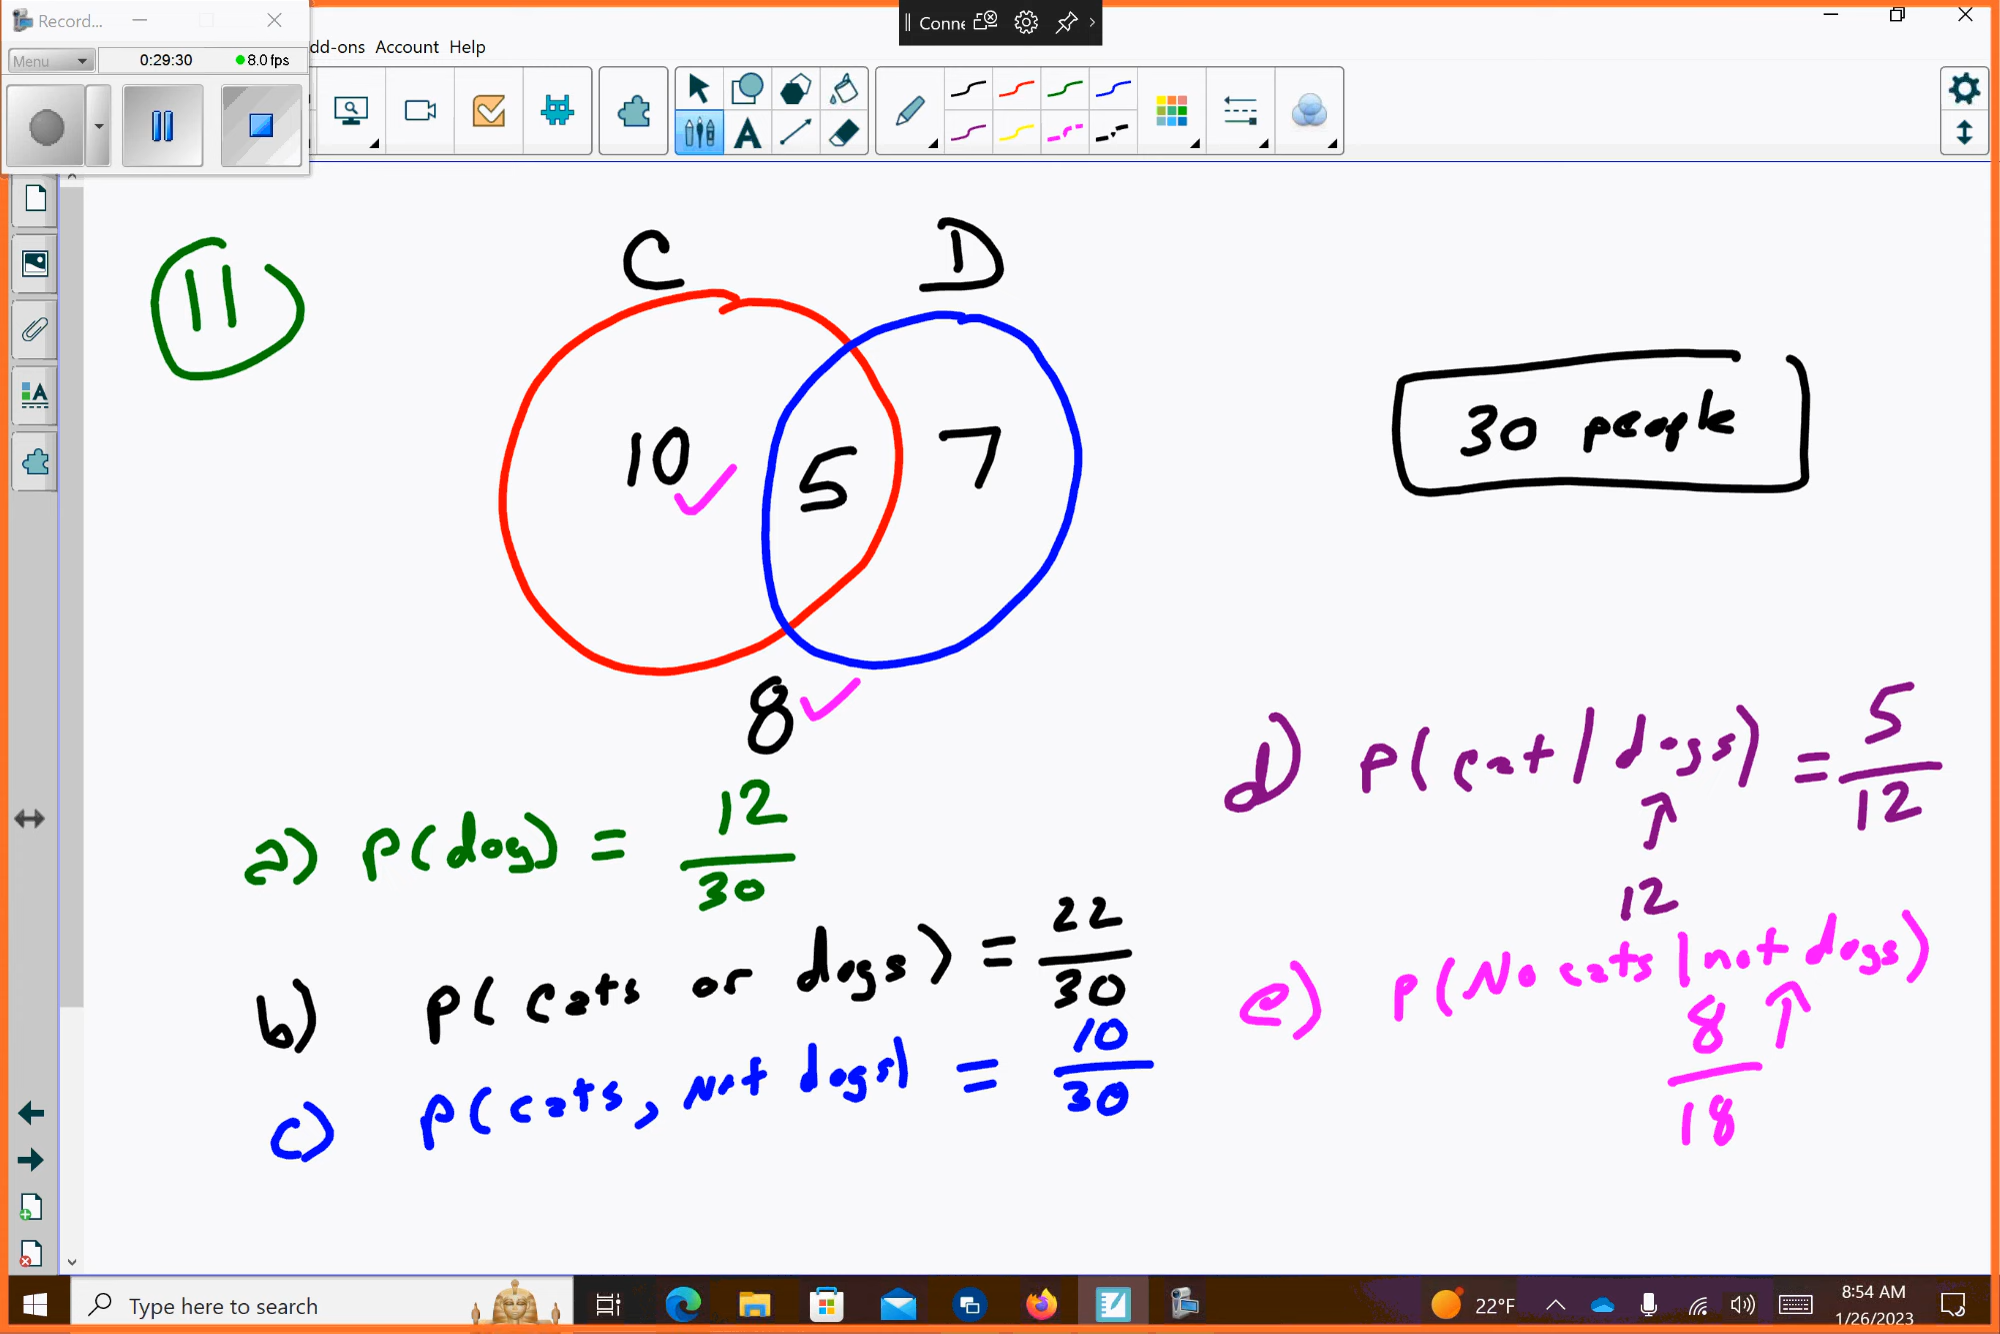 Record...
Menu
0:29:30
8.0 fps
dd-ons Account Help
Conne
11
C
D
10
5
7
8
30 people
a) P(dog) = 12/30
b) P(cats or dogs) = 22/30
c) P(cats, Not dogs) = 10/30
d) P(cat | dogs) = 5/12
12
e) P(No cats | not dogs)
8/18
Type here to search
22°F
8:54 AM
1/26/2023